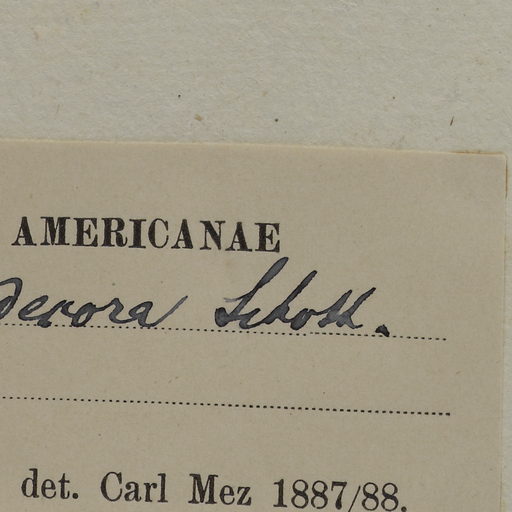 AMERICANAE
decora Schott.
det. Carl Mez 1887/88.